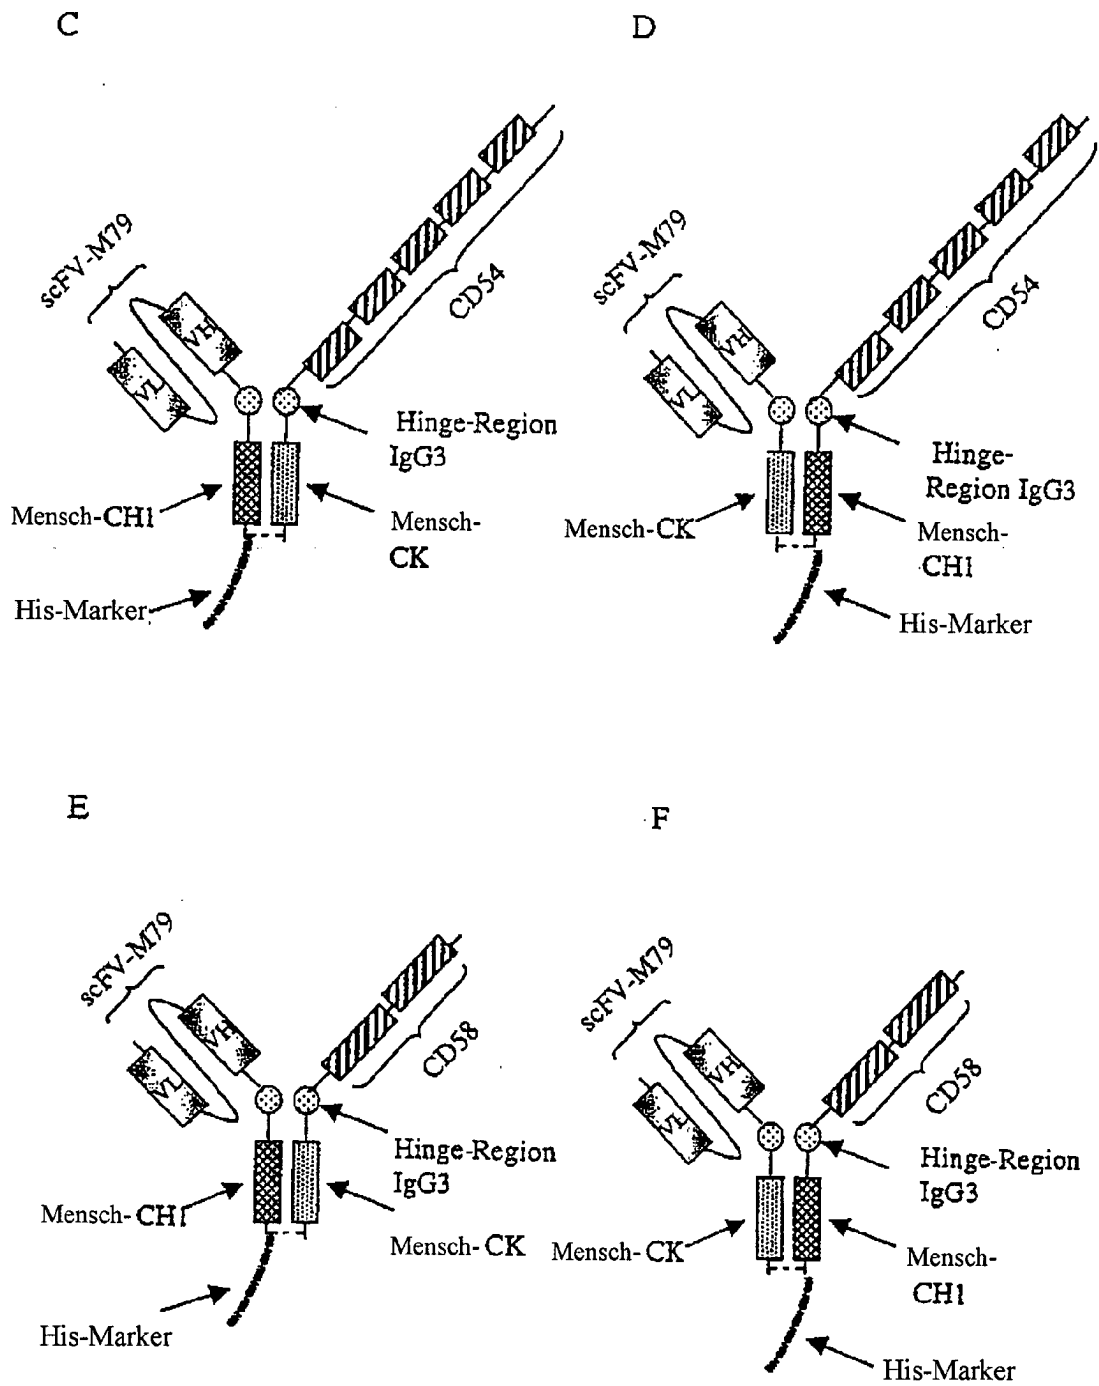 C
scFV-M79
VH
VL
CD54
Hinge-Region
IgG3
Mensch-CH1
Mensch-
CK
His-Marker
D
scFV-M79
VH
VL
CD54
Hinge-
Region IgG3
Mensch-CK
Mensch-
CH1
His-Marker
E
scFV-M79
VH
VL
CD58
Hinge-Region
IgG3
Mensch-CH1
Mensch-CK
His-Marker
F
scFV-M79
VH
VL
CD58
Hinge-Region
IgG3
Mensch-CK
Mensch-
CH1
His-Marker